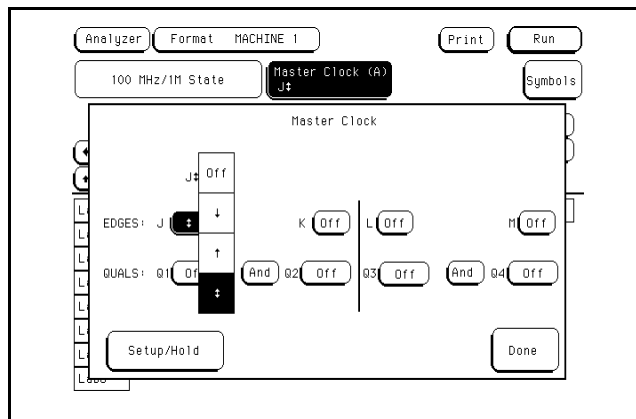 Analyzer Format MACHINE 1 Print Run
100 MHz/1M State Master Clock (A) Symbols
J↕
Master Clock
J↕ Off
↓
EDGES: J ↕ K Off L Off M Off
↑
QUALS: Q1 And Q2 Off Q3 Off And Q4 Off
↕
Setup/Hold Done